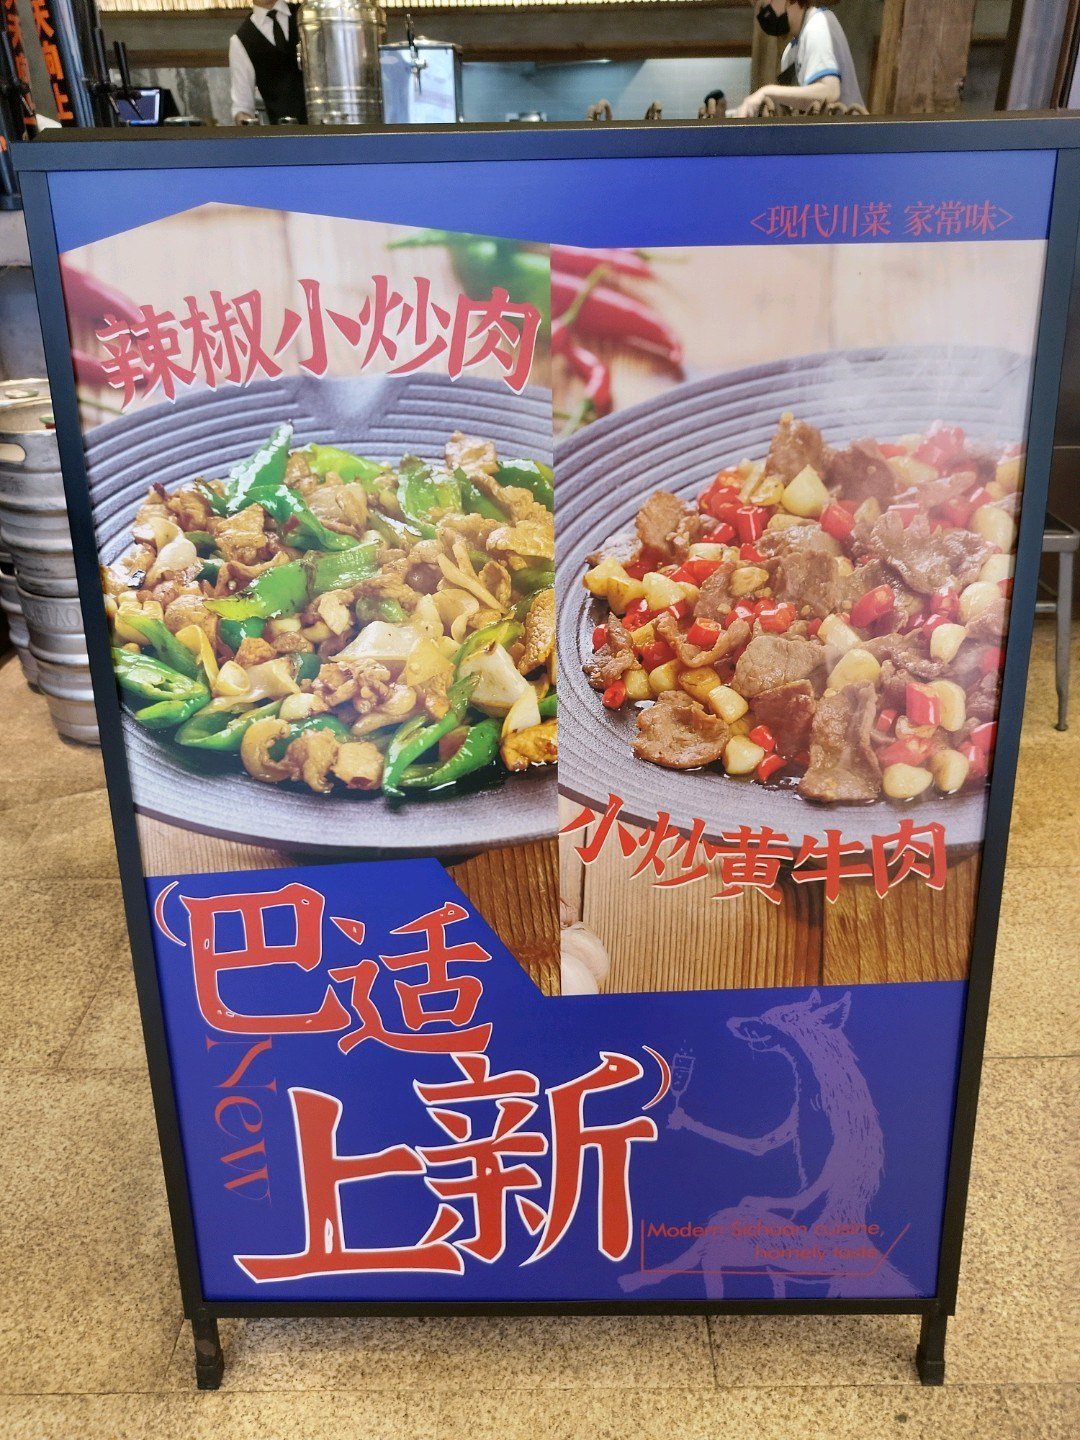 <现代川菜 家常味>
辣椒小炒肉
小炒黄牛肉
(巴适
New
上新)
Modern Sichuan cuisine,
homely taste.